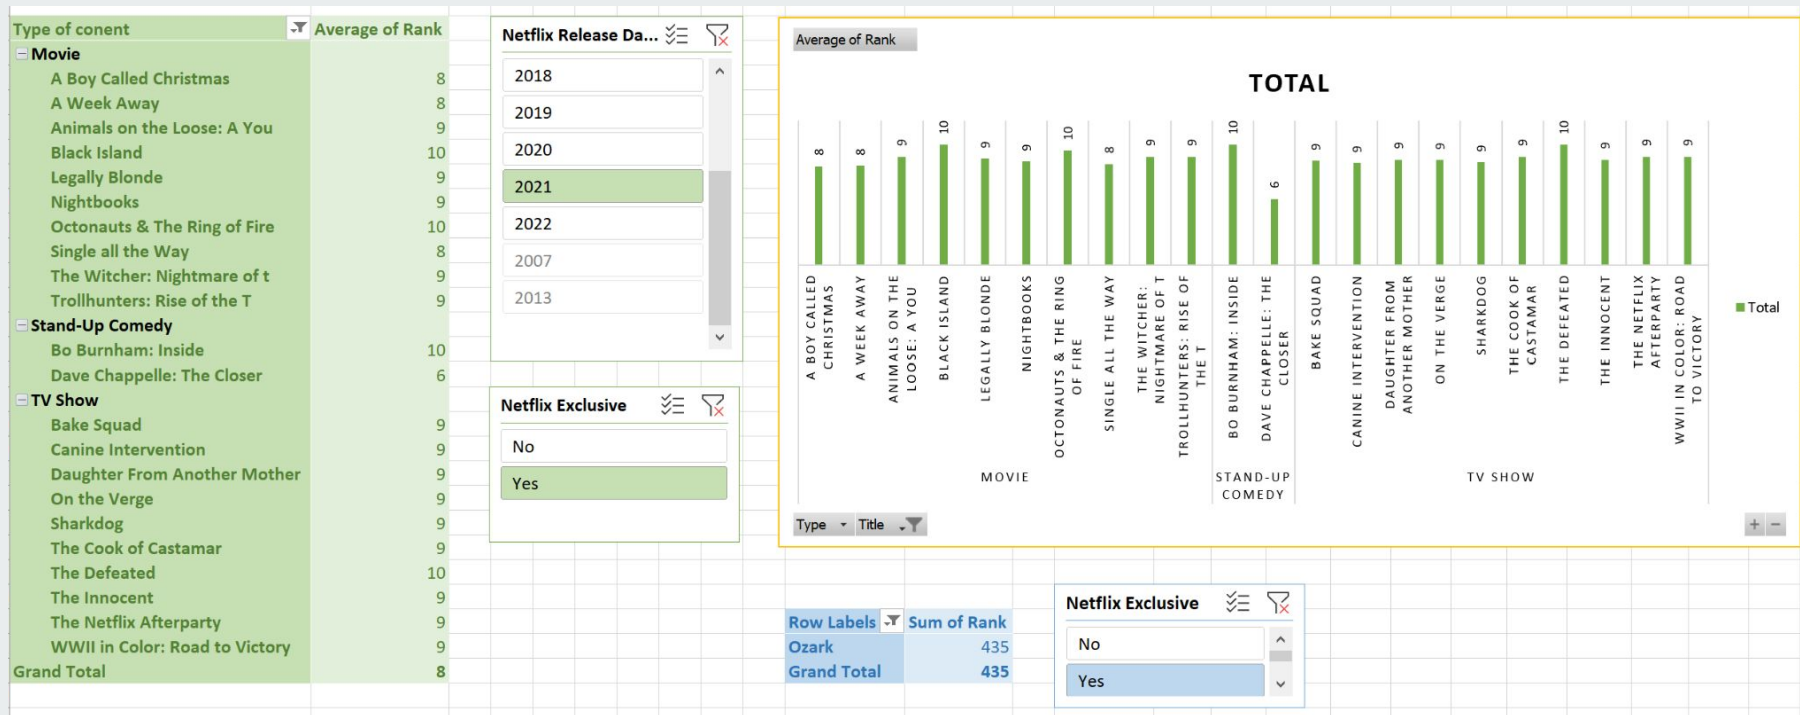 Type of conent Average of Rank
Movie
A Boy Called Christmas 8
A Week Away 8
Animals on the Loose: A You 9
Black Island 10
Legally Blonde 9
Nightbooks 9
Octonauts & The Ring of Fire 10
Single all the Way 8
The Witcher: Nightmare of t 9
Trollhunters: Rise of the T 9
Stand-Up Comedy
Bo Burnham: Inside 10
Dave Chappelle: The Closer 6
TV Show
Bake Squad 9
Canine Intervention 9
Daughter From Another Mother 9
On the Verge 9
Sharkdog 9
The Cook of Castamar 9
The Defeated 10
The Innocent 9
The Netflix Afterparty 9
WWII in Color: Road to Victory 9
Grand Total 8
Netflix Release Da...
2018
2019
2020
2021
2022
2007
2013
Netflix Exclusive
No
Yes
Average of Rank
TOTAL
8
8
9
10
9
9
10
8
9
9
10
6
9
9
9
9
9
9
10
9
9
9
A BOY CALLED
CHRISTMAS
A WEEK AWAY
ANIMALS ON THE
LOOSE: A YOU
BLACK ISLAND
LEGALLY BLONDE
NIGHTBOOKS
OCTONAUTS & THE RING
OF FIRE
SINGLE ALL THE WAY
THE WITCHER:
NIGHTMARE OF T
TROLLHUNTERS: RISE OF
THE T
BO BURNHAM: INSIDE
DAVE CHAPPELLE: THE
CLOSER
BAKE SQUAD
CANINE INTERVENTION
DAUGHTER FROM
ANOTHER MOTHER
ON THE VERGE
SHARKDOG
THE COOK OF
CASTAMAR
THE DEFEATED
THE INNOCENT
THE NETFLIX
AFTERPARTY
WWII IN COLOR: ROAD
TO VICTORY
MOVIE
STAND-UP
COMEDY
TV SHOW
Total
Type Title
Row Labels Sum of Rank
Ozark 435
Grand Total 435
Netflix Exclusive
No
Yes